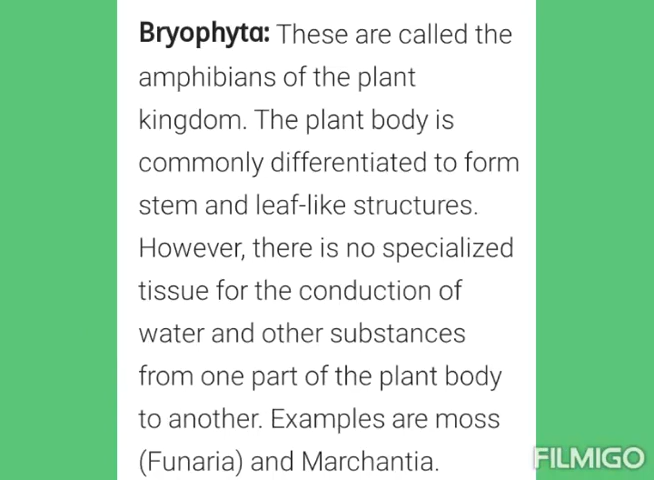 Bryophyta: These are called the
amphibians of the plant
kingdom. The plant body is
commonly differentiated to form
stem and leaf-like structures.
However, there is no specialized
tissue for the conduction of
water and other substances
from one part of the plant body
to another. Examples are moss
(Funaria) and Marchantia.
FILMIGO